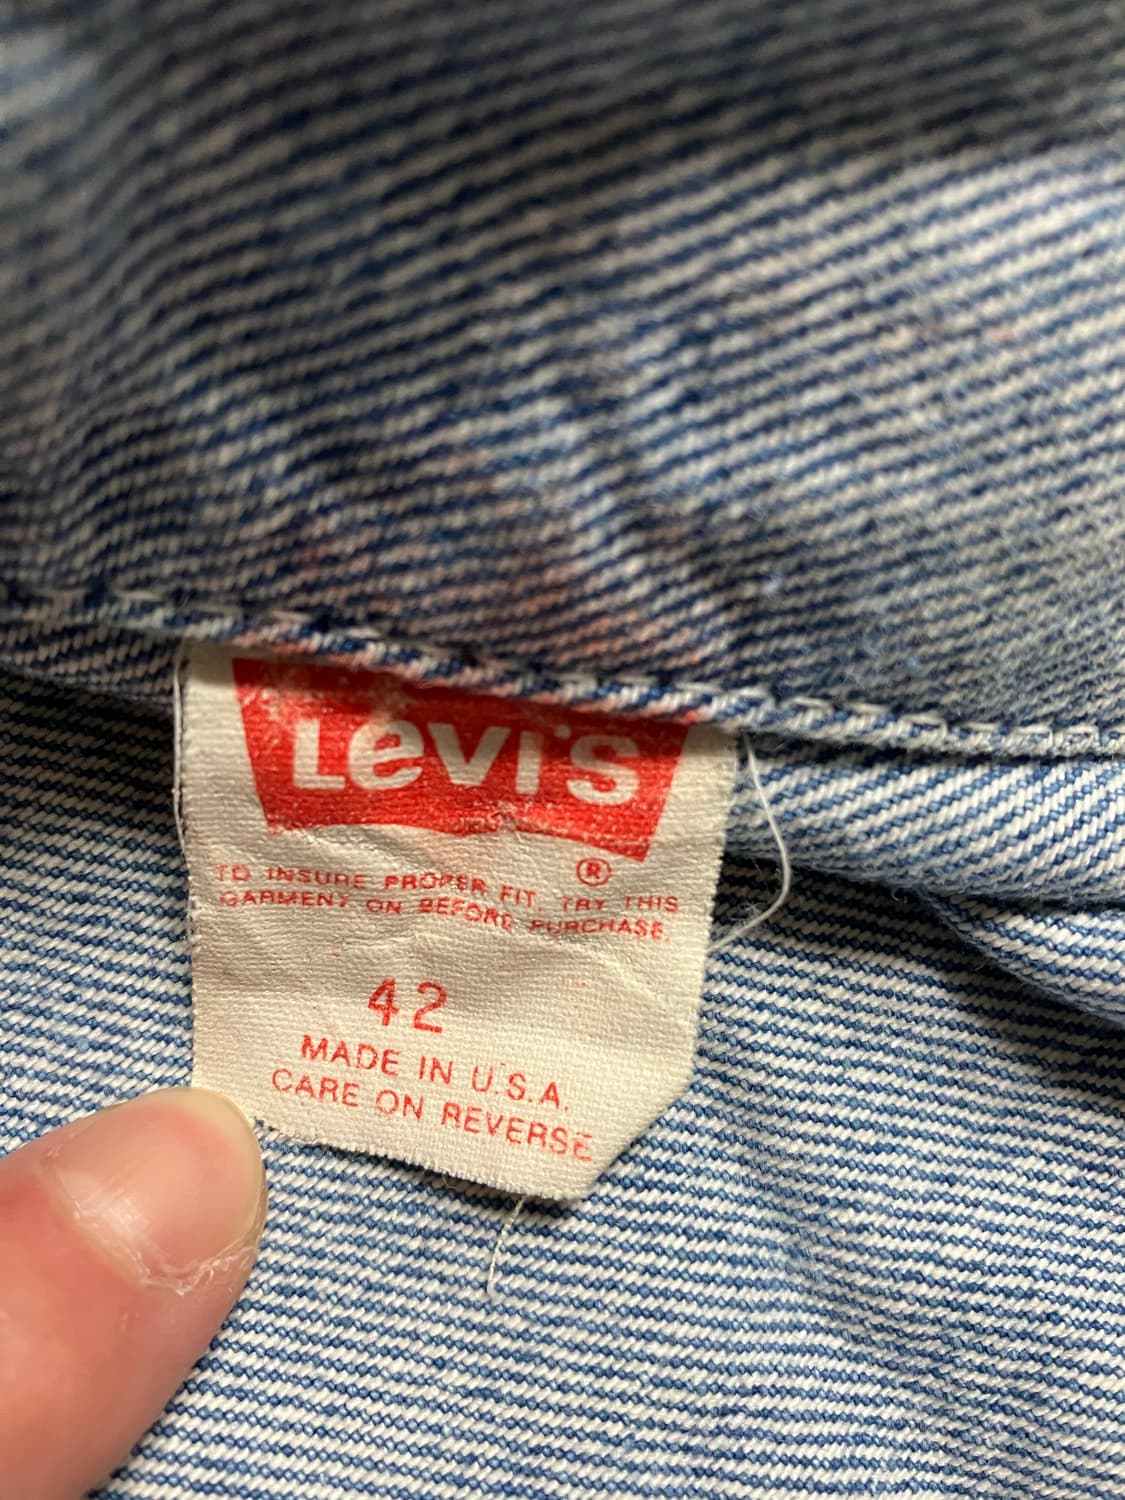 Levi's
®
TO INSURE PROPER FIT, TRY THIS
GARMENT ON BEFORE PURCHASE.
42
MADE IN U.S.A.
CARE ON REVERSE